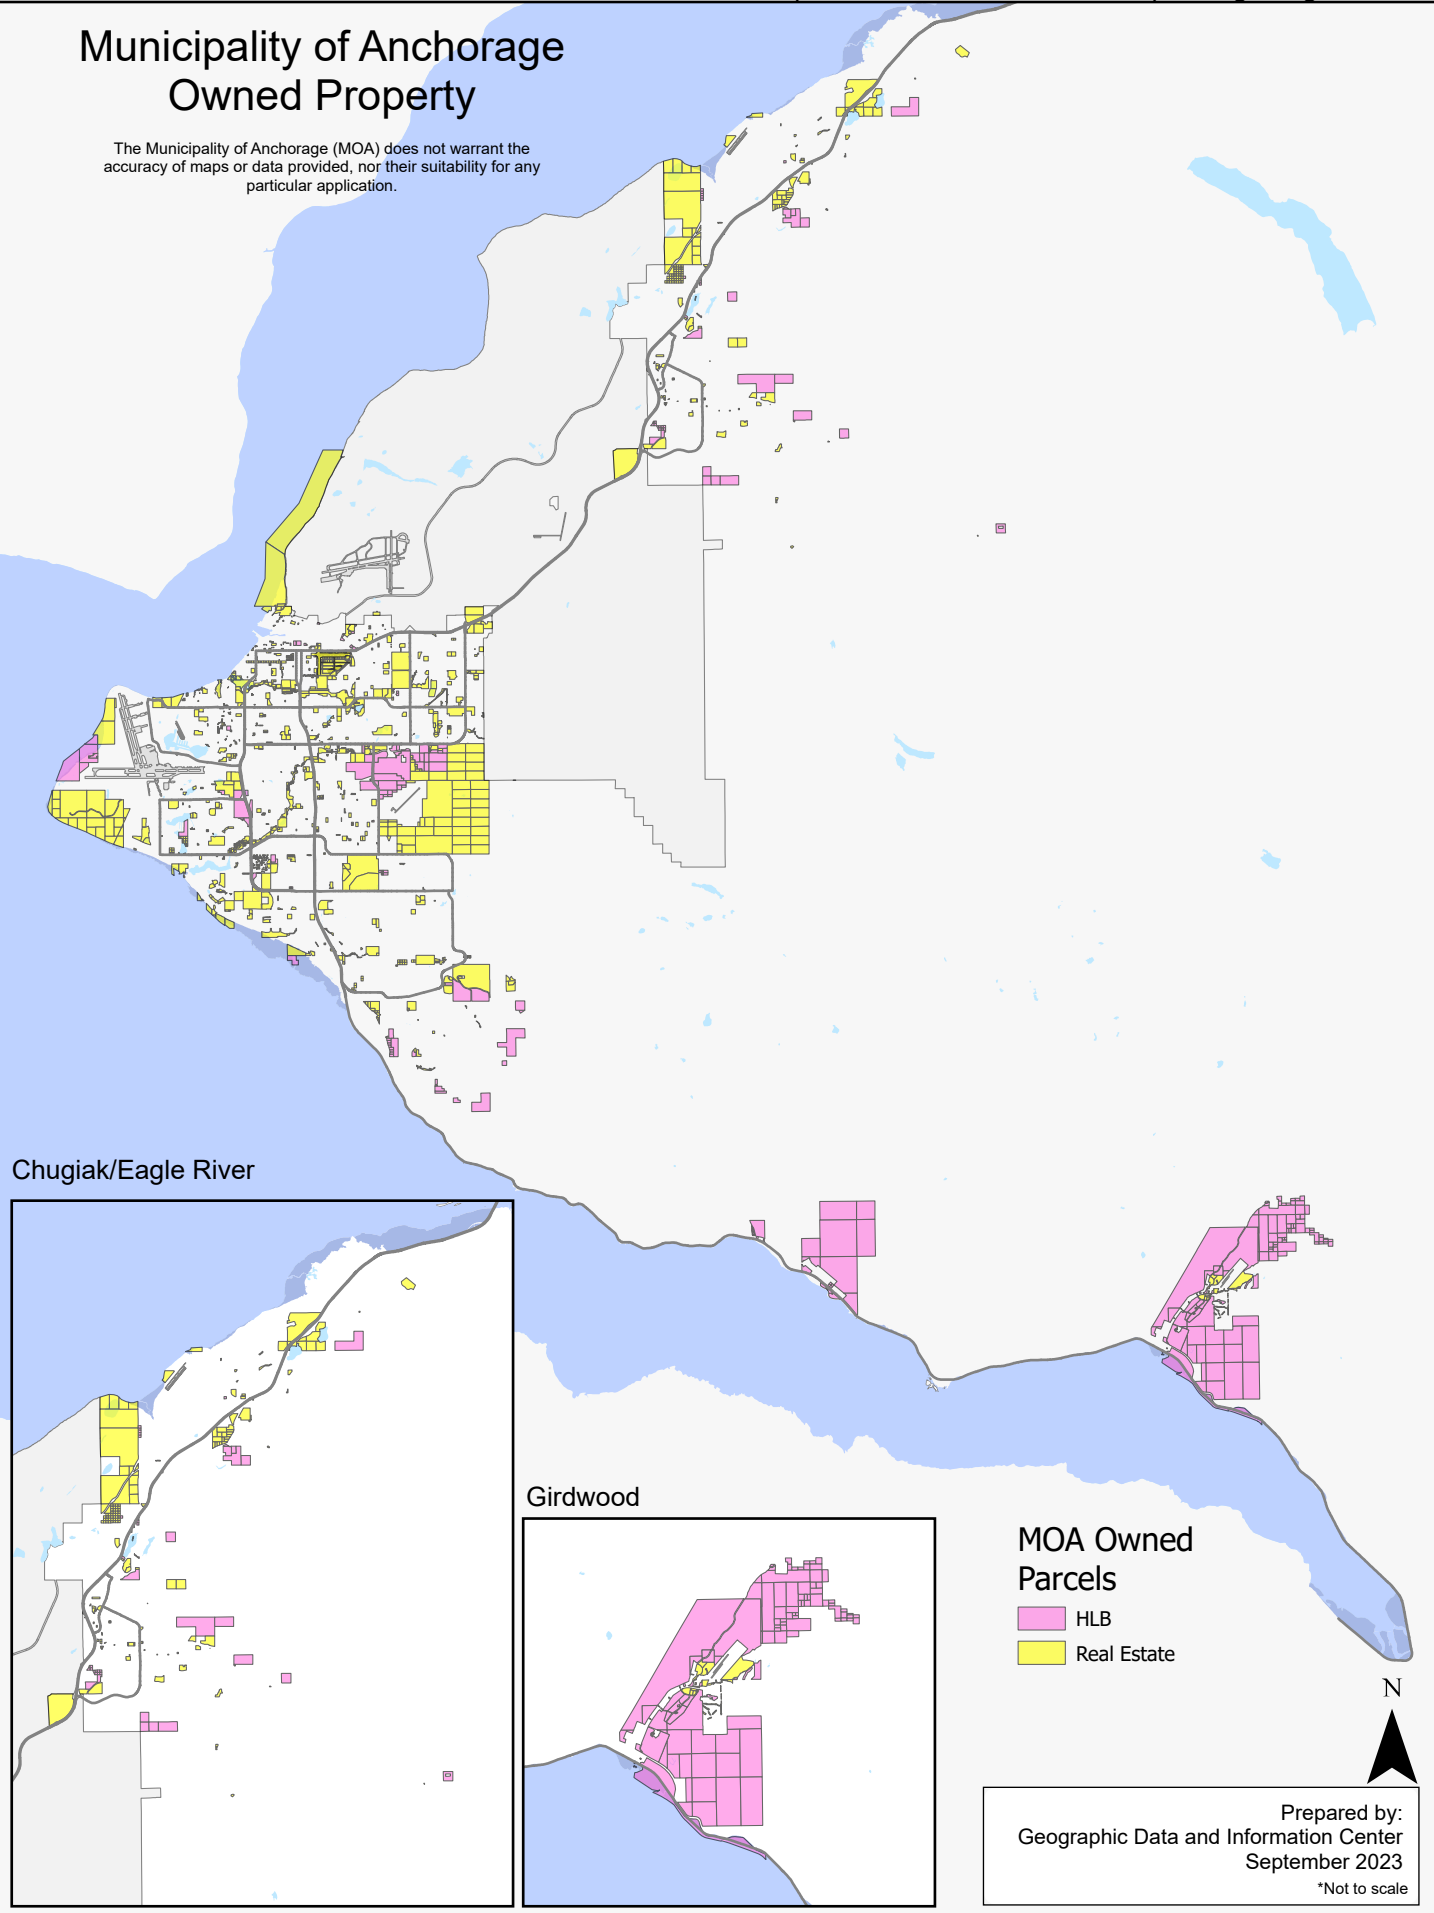 Municipality of Anchorage
Owned Property
The Municipality of Anchorage (MOA) does not warrant the
accuracy of maps or data provided, nor their suitability for any
particular application.
Chugiak/Eagle River
Girdwood
MOA Owned
Parcels
HLB
Real Estate
N
Prepared by:
Geographic Data and Information Center
September 2023
*Not to scale